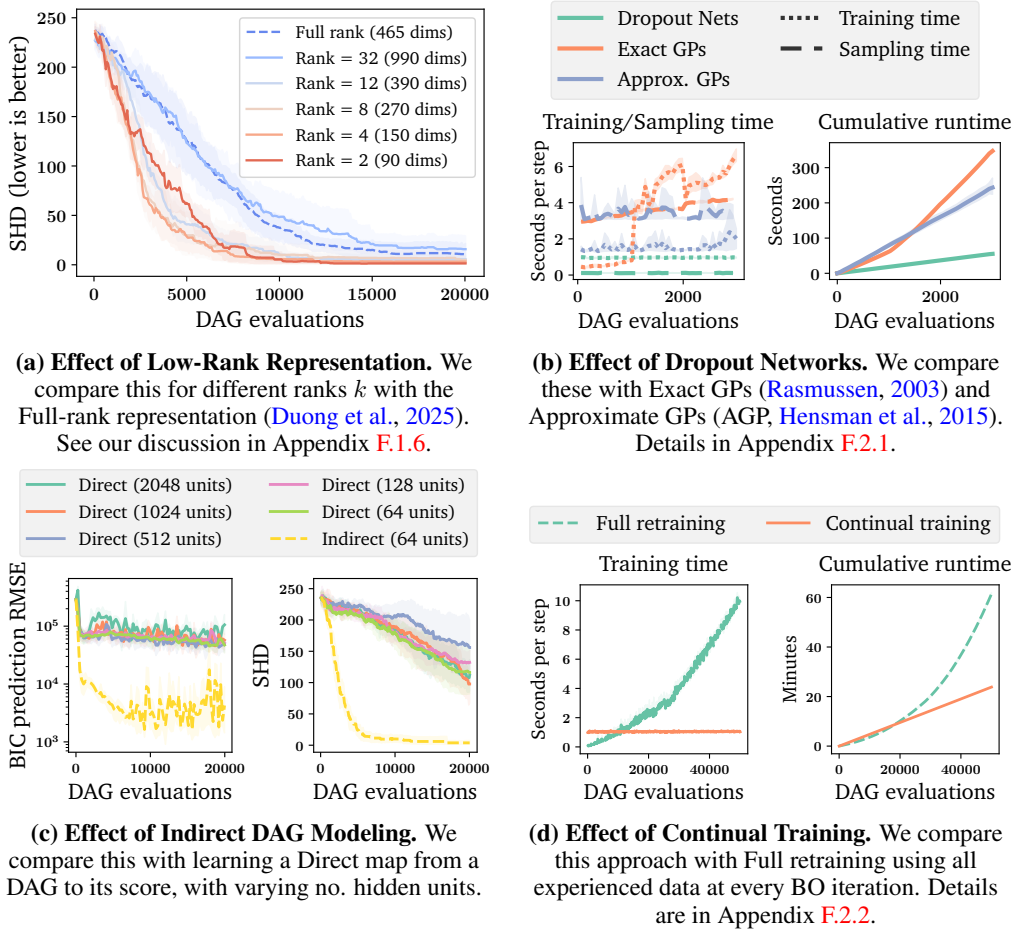 250
200
150
100
50
0
SHD (lower is better)
Full rank (465 dims)
Rank = 32 (990 dims)
Rank = 12 (390 dims)
Rank = 8 (270 dims)
Rank = 4 (150 dims)
Rank = 2 (90 dims)
0 5000 10000 15000 20000
DAG evaluations
(a) Effect of Low-Rank Representation. We
compare this for different ranks k with the
Full-rank representation (Duong et al., 2025).
See our discussion in Appendix F.1.6.
Dropout Nets
Exact GPs
Approx. GPs
Training time
Sampling time
Training/Sampling time
Seconds per step
6
4
2
0
2000
DAG evaluations
Cumulative runtime
Seconds
300
200
100
0
0 2000
DAG evaluations
(b) Effect of Dropout Networks. We compare
these with Exact GPs (Rasmussen, 2003) and
Approximate GPs (AGP, Hensman et al., 2015).
Details in Appendix F.2.1.
Direct (2048 units)
Direct (1024 units)
Direct (512 units)
Direct (128 units)
Direct (64 units)
Indirect (64 units)
BIC prediction RMSE
10⁵
10⁴
10³
0 10000 20000
DAG evaluations
SHD
250
200
150
100
50
0
0 10000 20000
DAG evaluations
(c) Effect of Indirect DAG Modeling. We
compare this with learning a Direct map from a
DAG to its score, with varying no. hidden units.
Full retraining
Continual training
Training time
Seconds per step
10
8
6
4
2
0
0 20000 40000
DAG evaluations
Cumulative runtime
Minutes
60
40
20
0
0 20000 40000
DAG evaluations
(d) Effect of Continual Training. We compare
this approach with Full retraining using all
experienced data at every BO iteration. Details
are in Appendix F.2.2.